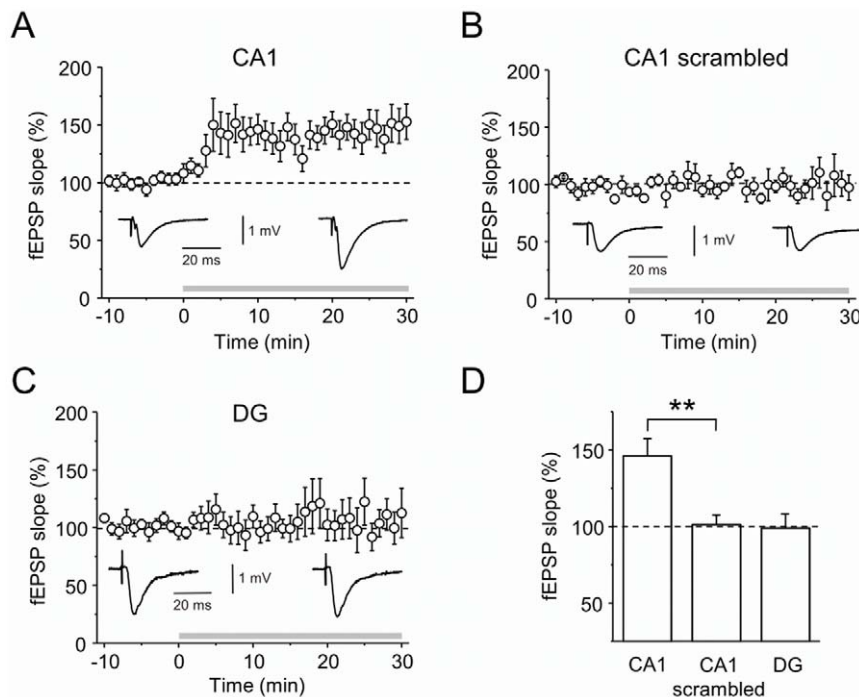 A
CA1
fEPSP slope (%)
200
150
100
50
0
1 mV
20 ms
-10
0
10
20
30
Time (min)
B
CA1 scrambled
fEPSP slope (%)
200
150
100
50
0
1 mV
20 ms
-10
0
10
20
30
Time (min)
C
DG
fEPSP slope (%)
200
150
100
50
0
1 mV
20 ms
-10
0
10
20
30
Time (min)
D
fEPSP slope (%)
**
150
100
50
CA1 CA1 DG
scrambled